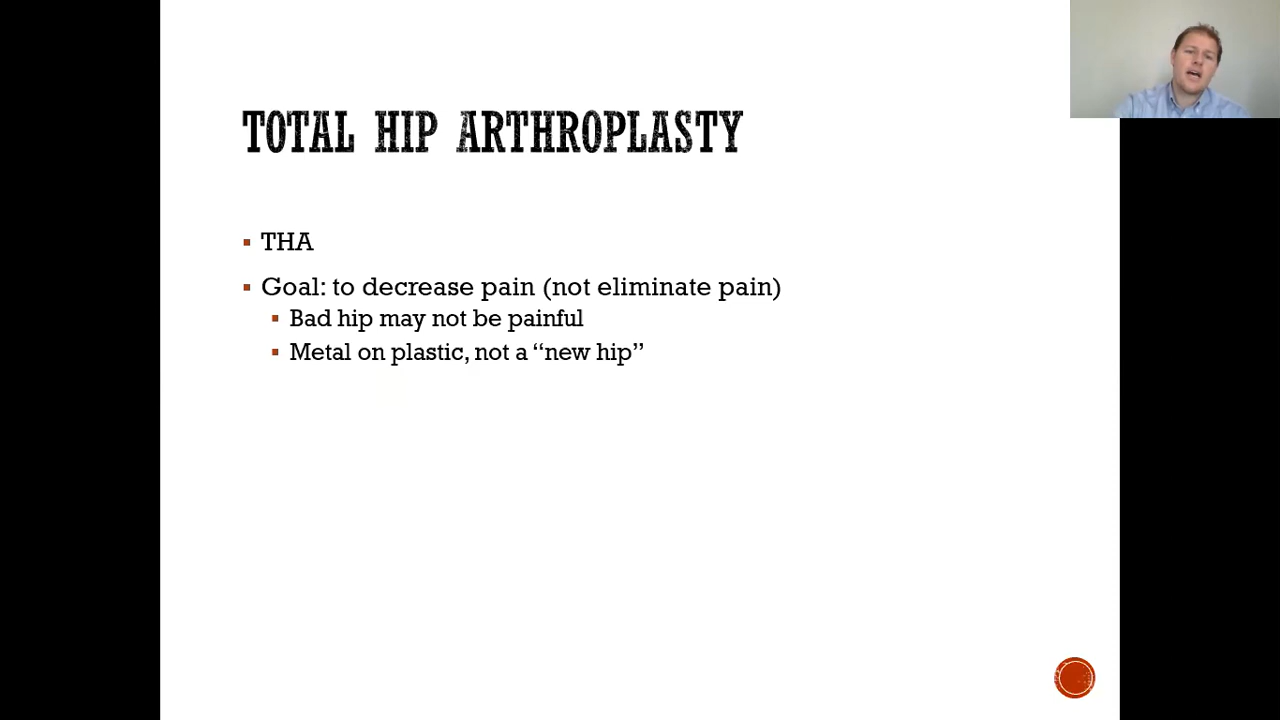 TOTAL HIP ARTHROPLASTY
THA
Goal: to decrease pain (not eliminate pain)
Bad hip may not be painful
Metal on plastic, not a “new hip”